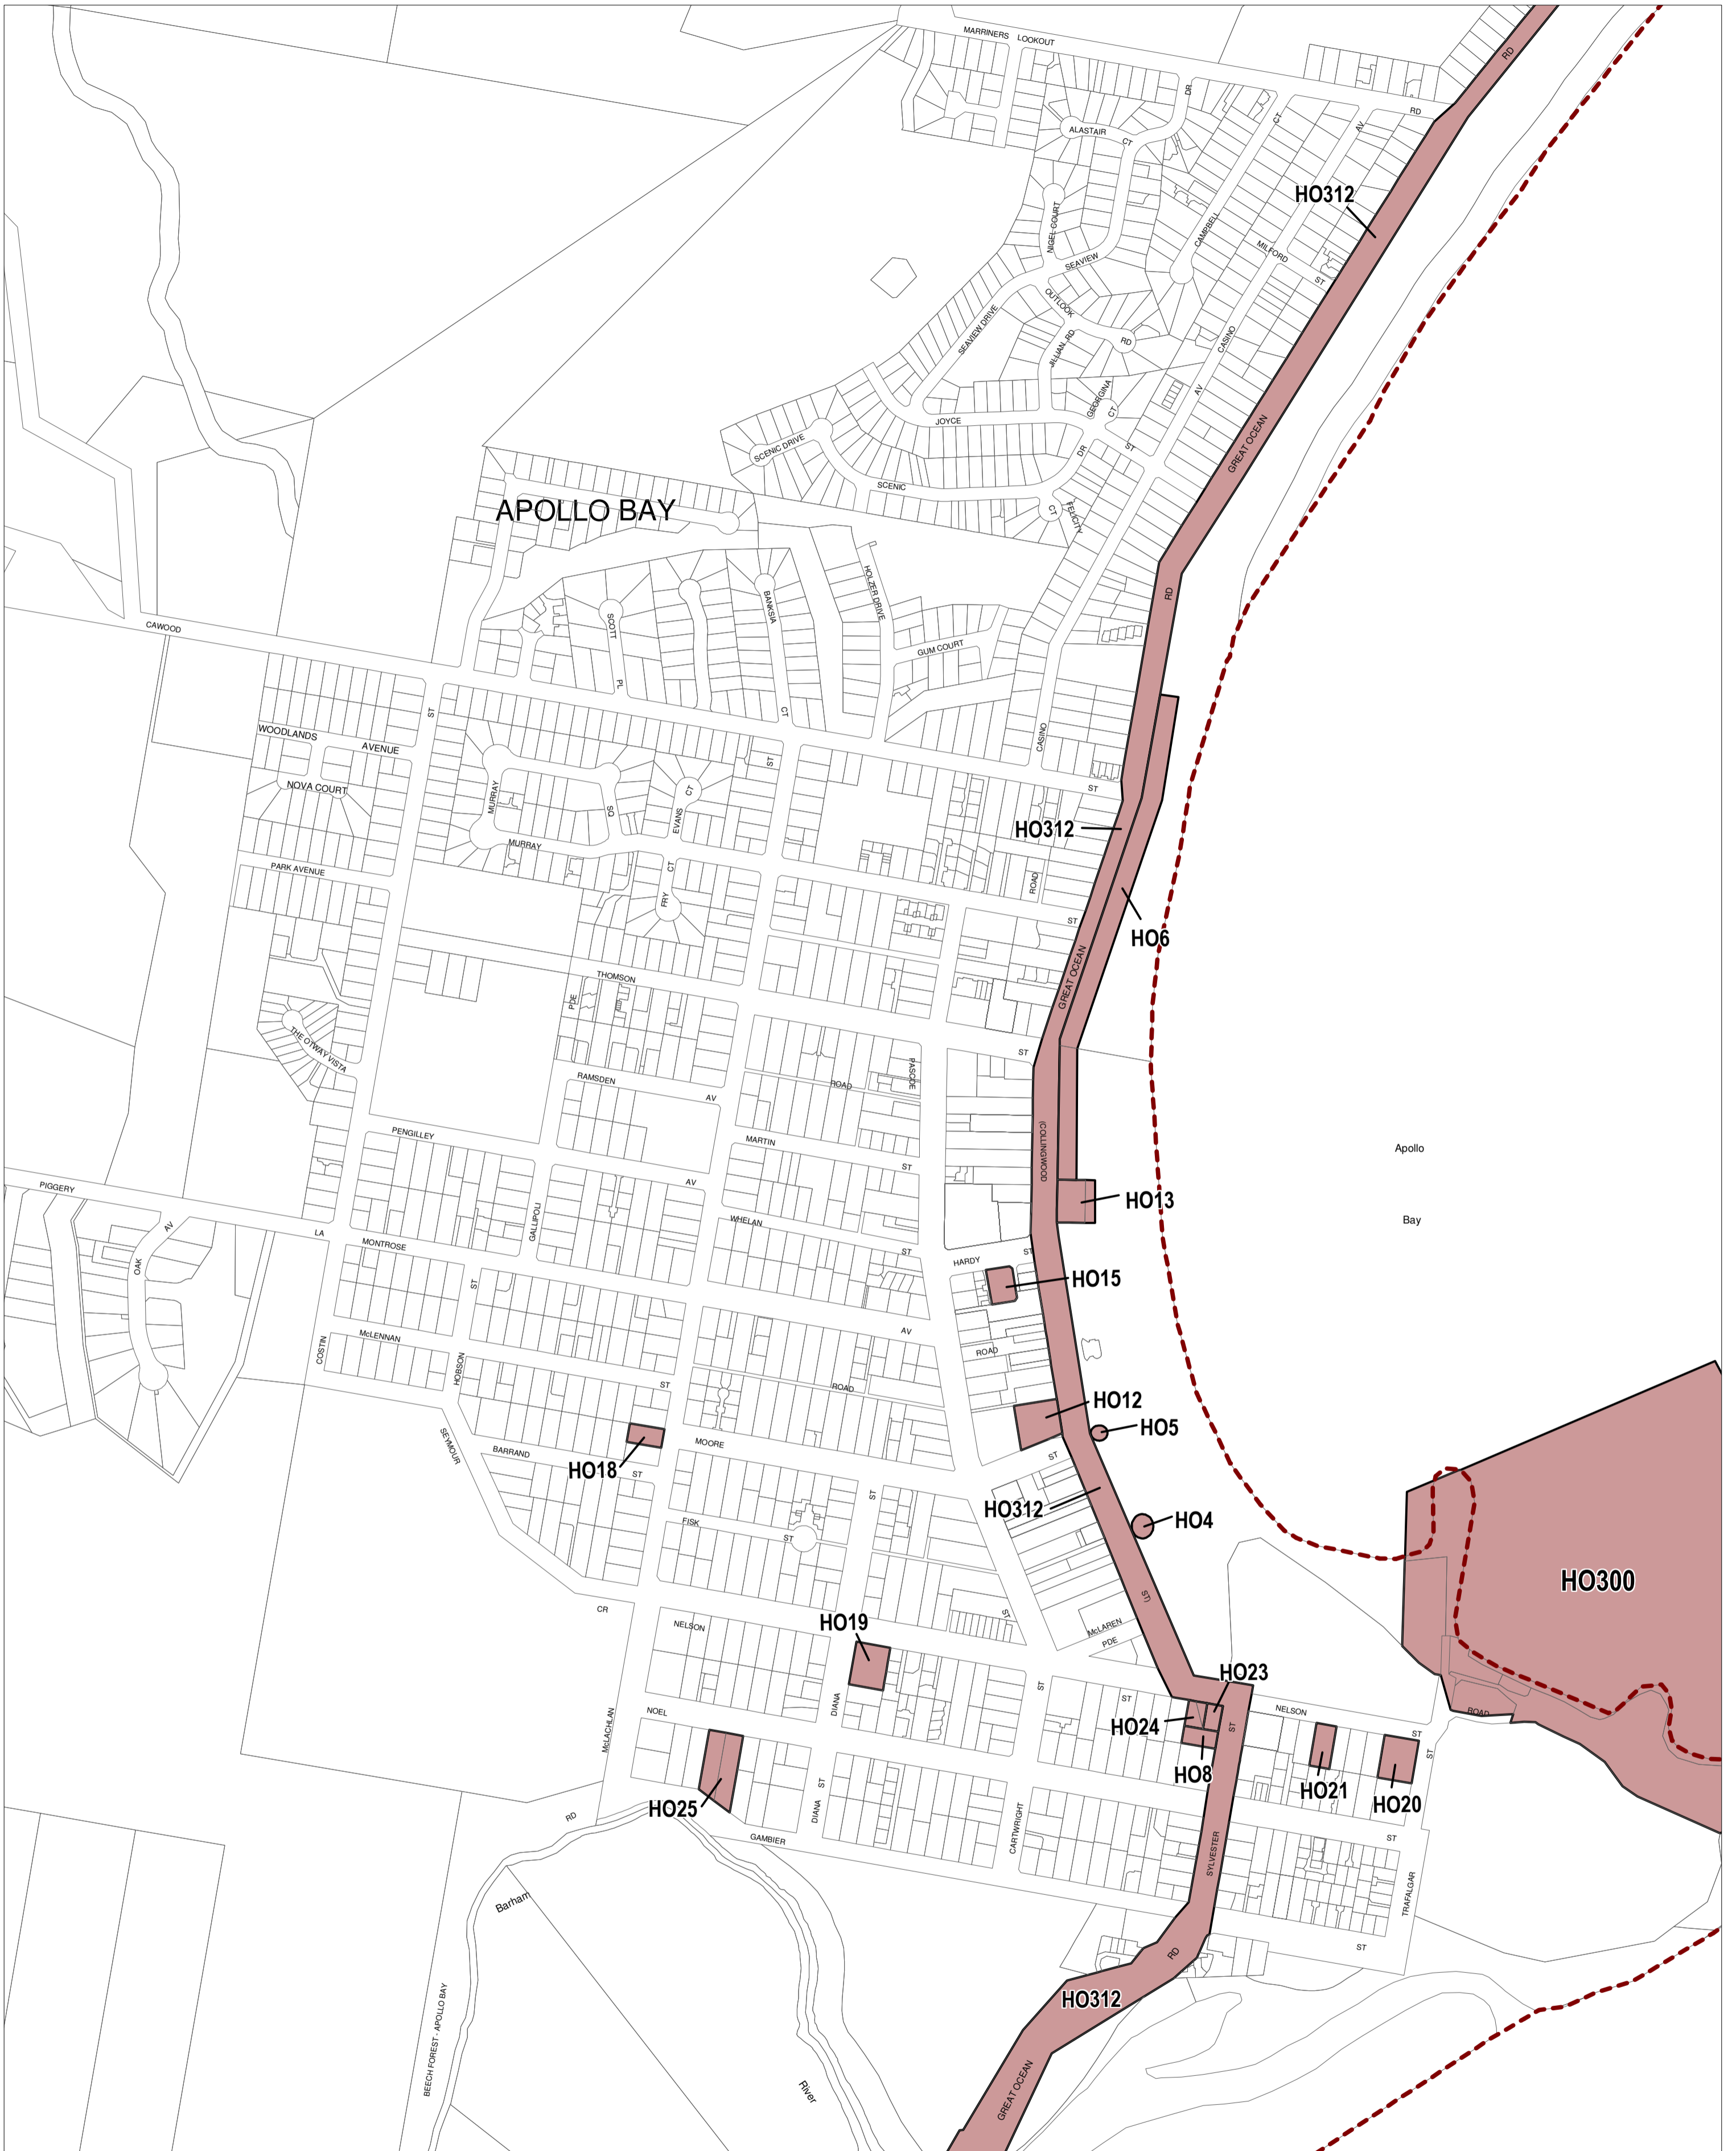 MARRINERS LOOKOUT
RD
RD
DR
ALASTAIR
CT
CT
AV
HO312
NIGEL COURT
CAMPBELL
MILFORD
ST
SEAVIEW
OUTLOOK
SEAVIEW DRIVE
JILLIAN RD
RD
CASINO
AV
GEORGINA
CT
JOYCE
ST
GREAT OCEAN
SCENIC DRIVE
DR
SCENIC
FELICITY
CT
APOLLO BAY
HOLZER DRIVE
RD
BANKSIA
SCOTT
CAWOOD
GUM COURT
PL
CT
ST
WOODLANDS
AVENUE
CASINO
ST
NOVA COURT
MURRAY
SQ
EVANS
CT
ST
HO312
MURRAY
PARK AVENUE
CT
FRY
ROAD
ST
HO6
GREAT OCEAN
THOMSON
PDE
THE OTWAY VISTA
ST
PASCOE
RAMSDEN
ROAD
AV
PENGILLEY
MARTIN
ST
(COLLINGWOOD
Apollo
AV
PIGGERY
HO13
Bay
GALLIPOLI
WHELAN
ST
AV
LA
MONTROSE
HARDY
ST
OAK
ST
HO15
McLENNAN
AV
COSTIN
ROAD
HOBSON
ST
ROAD
HO12
HO5
SEYMOUR
BARRAND
MOORE
ST
HO18
ST
ST
HO312
HO4
FISK
ST
HO300
ST)
CR
NELSON
HO19
ST
McLAREN
PDE
HO23
ST
ST
DIANA
NOEL
HO24
ST
NELSON
ROAD
McLACHLAN
ST
ST
HO8
HO21
HO20
HO25
DIANA
ST
RD
GAMBIER
CARTWRIGHT
ST
SYLVESTER
TRAFALGAR
Barham
ST
RD
HO312
BEECH FOREST - APOLLO BAY
River
GREAT OCEAN